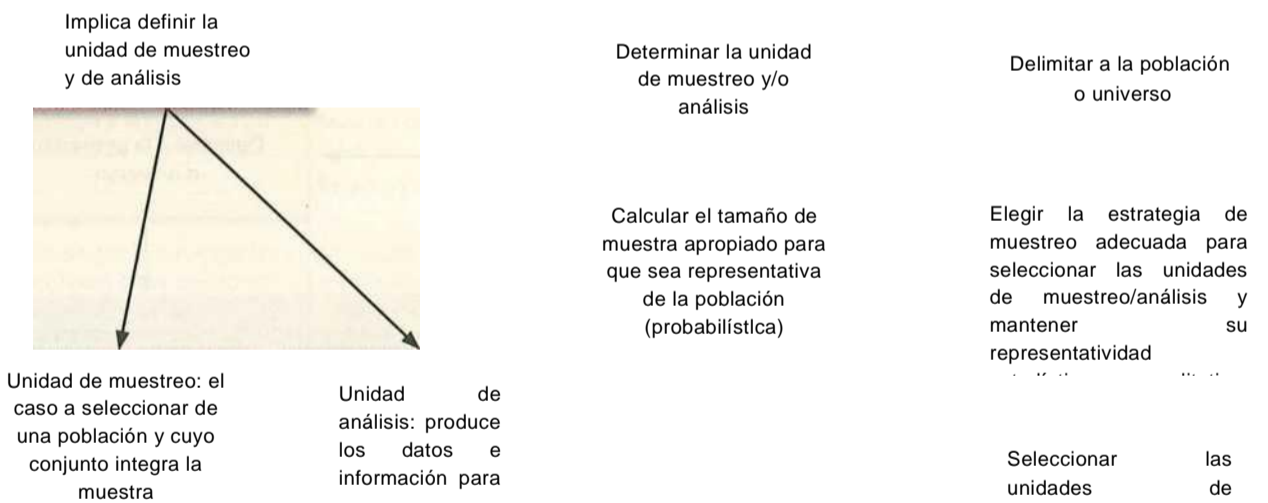 Implica definir la
unidad de muestreo
y de análisis
Determinar la unidad
de muestreo y/o
análisis
Delimitar a la población
o universo
Calcular el tamaño de
muestra apropiado para
que sea representativa
de la población
(probabilístlca)
Elegir la estrategia de
muestreo adecuada para
seleccionar las unidades
de muestreo/análisis y
mantener su
representatividad
Unidad de muestreo: el
caso a seleccionar de
una población y cuyo
conjunto integra la
muestra
Unidad de
análisis: produce
los datos e
información para
Seleccionar las
unidades de